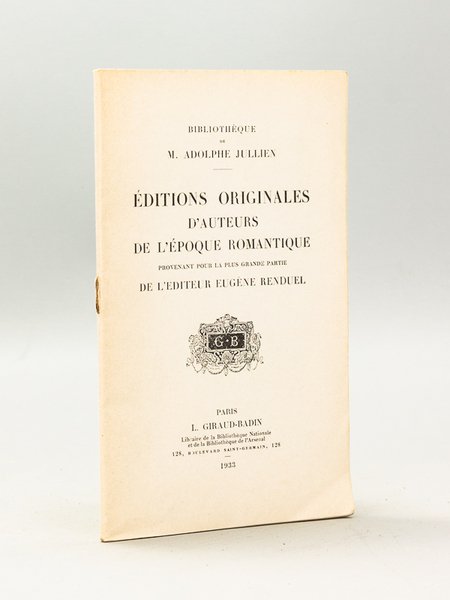 BIBLIOTHÈQUE
DE
M. ADOLPHE JULLIEN
ÉDITIONS ORIGINALES
D'AUTEURS
DE L'ÉPOQUE ROMANTIQUE
PROVENANT POUR LA PLUS GRANDE PARTIE
DE L'EDITEUR EUGÈNE RENDUEL
G·B
PARIS
L. GIRAUD-BADIN
Libraire de la Bibliothèque Nationale
et de la Bibliothèque de l'Arsenal
128, BOULEVARD SAINT-GERMAIN, 128
1933